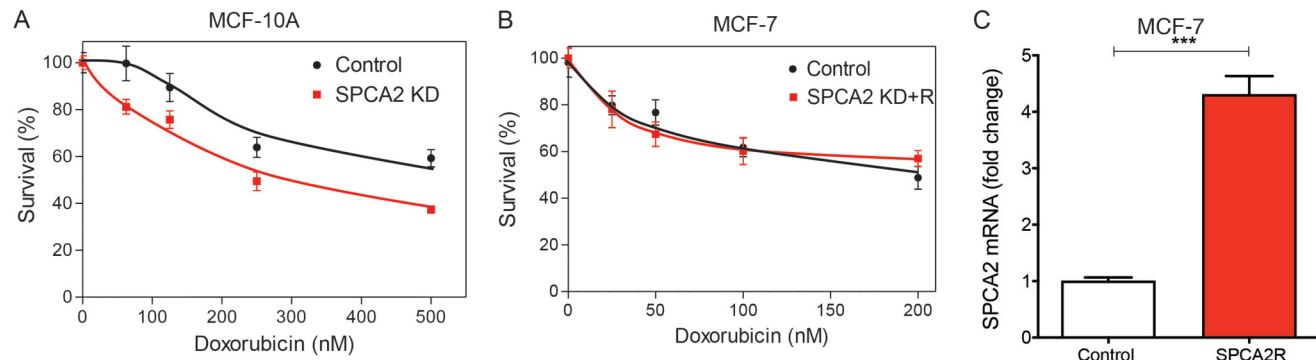 A
MCF-10A
Control
SPCA2 KD
Survival (%)
120
100
80
60
40
20
0
0
100
200
300
400
500
Doxorubicin (nM)
B
MCF-7
Control
SPCA2 KD+R
Survival (%)
120
100
80
60
40
20
0
0
50
100
150
200
Doxorubicin (nM)
C
MCF-7
***
SPCA2 mRNA (fold change)
5
4
3
2
1
0
Control
SPCA2R